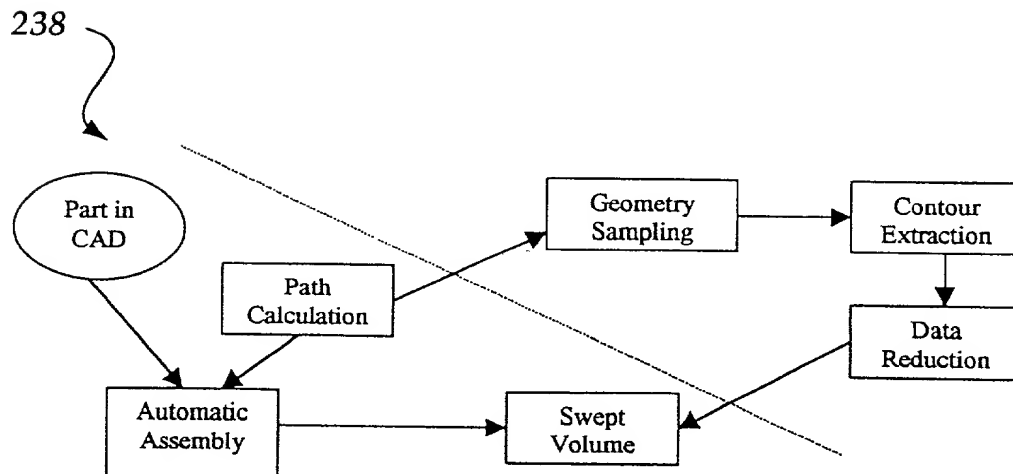 238
Part in
CAD
Geometry
Sampling
Contour
Extraction
Path
Calculation
Data
Reduction
Automatic
Assembly
Swept
Volume